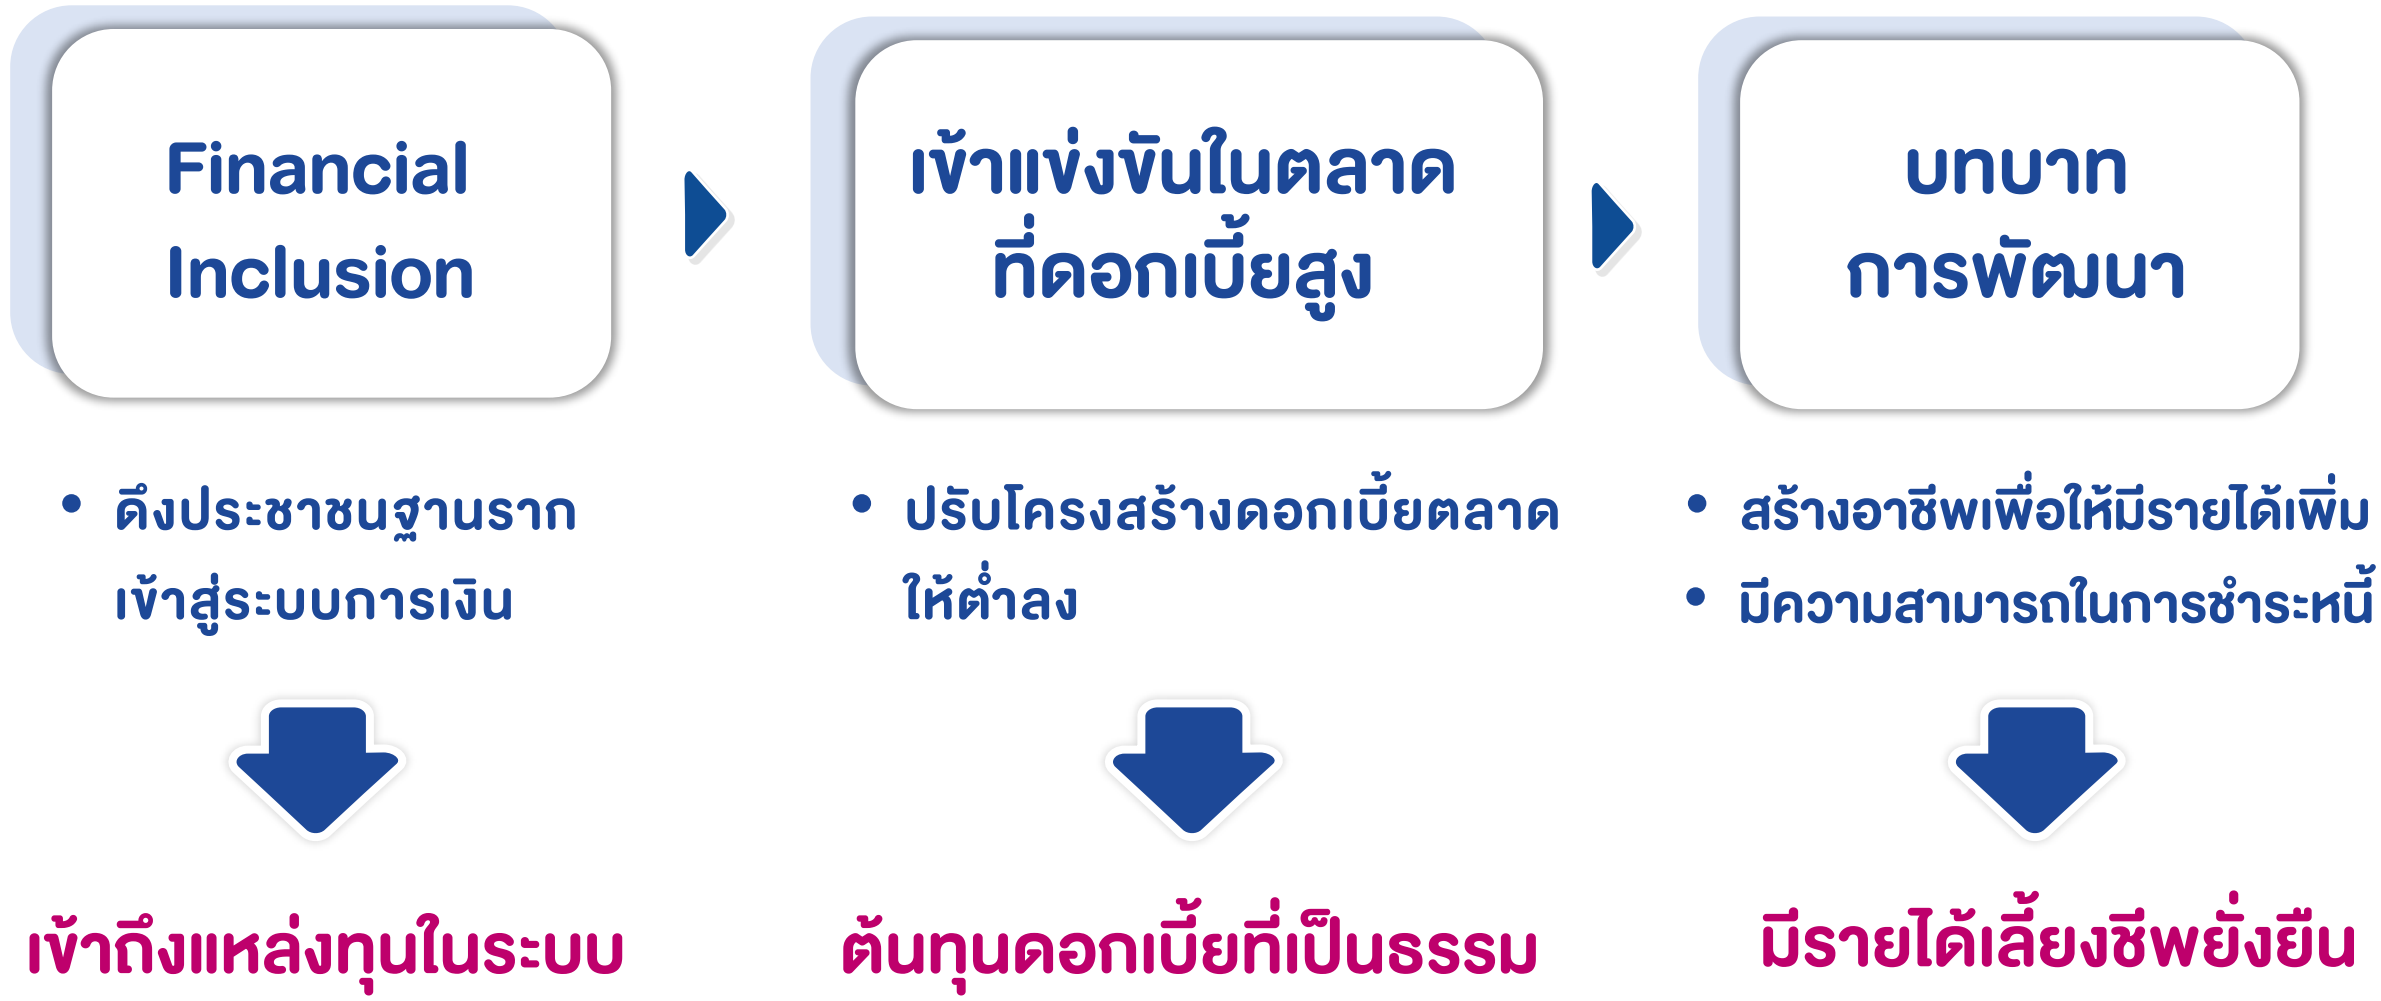 Financial
Inclusion
เข้าแข่งขันในตลาด
ที่ดอกเบี้ยสูง
บทบาท
การพัฒนา
• ดึงประชาชนฐานราก
เข้าสู่ระบบการเงิน
• ปรับโครงสร้างดอกเบี้ยตลาด
ให้ต่ำลง
• สร้างอาชีพเพื่อให้มีรายได้เพิ่ม
• มีความสามารถในการชำระหนี้
เข้าถึงแหล่งทุนในระบบ
ต้นทุนดอกเบี้ยที่เป็นธรรม
มีรายได้เลี้ยงชีพยั่งยืน